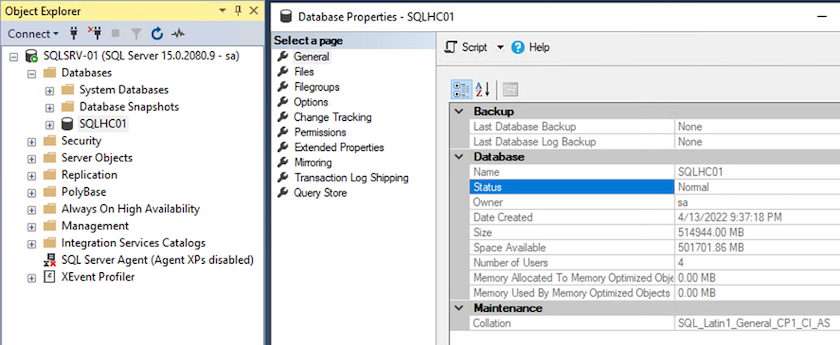 Object Explorer
Connect
SQLSRV-01 (SQL Server 15.0.2080.9 - sa)
Databases
System Databases
Database Snapshots
SQLHC01
Security
Server Objects
Replication
PolyBase
Always On High Availability
Management
Integration Services Catalogs
SQL Server Agent (Agent XPs disabled)
XEvent Profiler
Database Properties - SQLHC01
Select a page
General
Files
Filegroups
Options
Change Tracking
Permissions
Extended Properties
Mirroring
Transaction Log Shipping
Query Store
Script Help
Backup
Last Database Backup None
Last Database Log Backup None
Database
Name SQLHC01
Status Normal
Owner sa
Date Created 4/13/2022 9:37:18 PM
Size 514944.00 MB
Space Available 501701.86 MB
Number of Users 4
Memory Allocated To Memory Optimized Obje 0.00 MB
Memory Used By Memory Optimized Objects 0.00 MB
Maintenance
Collation SQL_Latin1_General_CP1_CI_AS